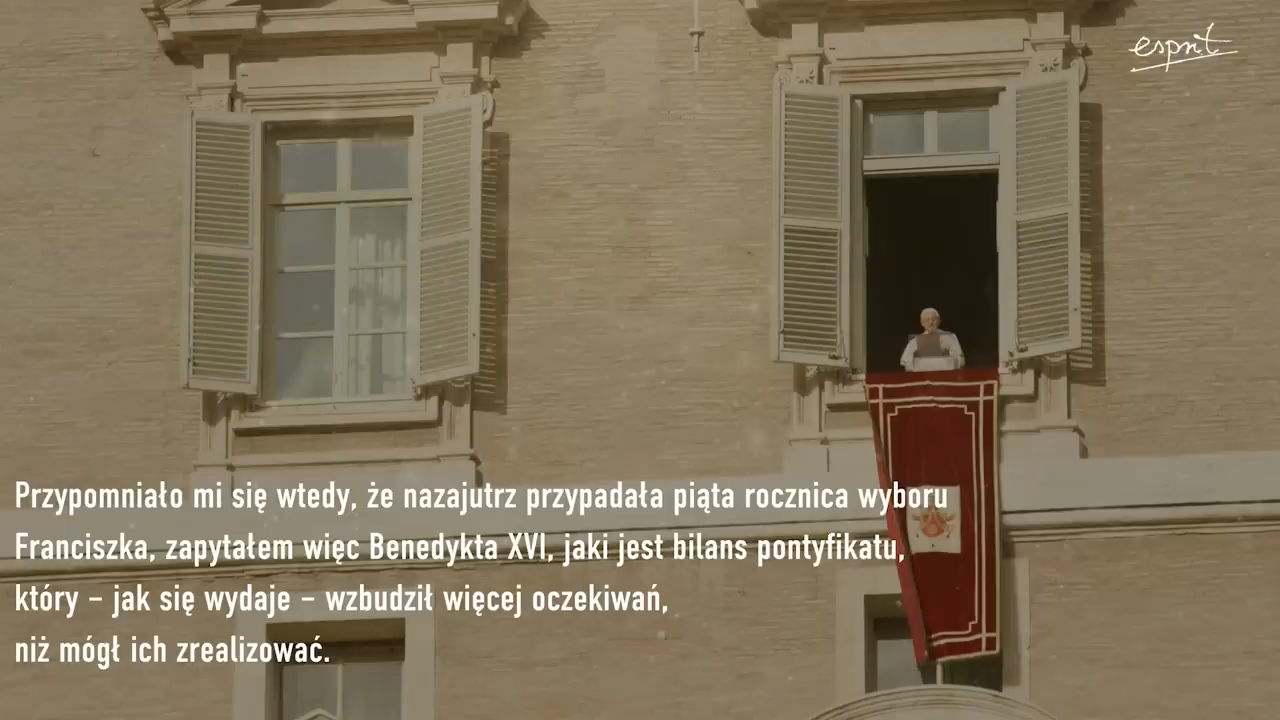 esprit
Przypomniało mi się wtedy, że nazajutrz przypadała piąta rocznica wyboru
Franciszka, zapytałem więc Benedykta XVI, jaki jest bilans pontyfikatu,
który – jak się wydaje – wzbudził więcej oczekiwań,
niż mógł ich zrealizować.